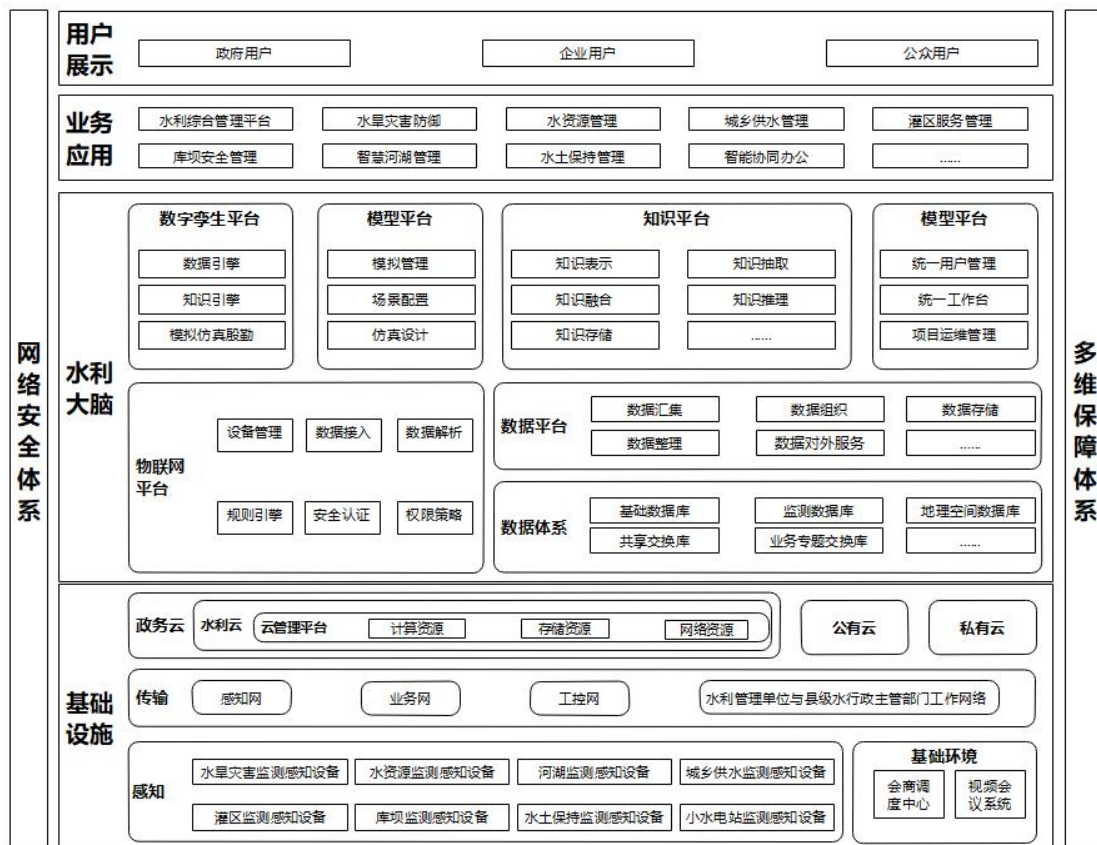 用户
展示
政府用户
企业用户
公众用户
业务
应用
水利综合管理平台
水旱灾害防御
水资源管理
城乡供水管理
灌区服务管理
库坝安全管理
智慧河湖管理
水土保持管理
智能协同办公
......
网络安全体系
多维保障体系
水利
大脑
数字孪生平台
数据引擎
知识引擎
模拟仿真殷勤
模型平台
模拟管理
场景配置
仿真设计
知识平台
知识表示
知识抽取
知识融合
知识推理
知识存储
......
模型平台
统一用户管理
统一工作台
项目运维管理
物联网
平台
设备管理
数据接入
数据解析
规则引擎
安全认证
权限策略
数据平台
数据汇集
数据组织
数据存储
数据整理
数据对外服务
......
数据体系
基础数据库
监测数据库
地理空间数据库
共享交换库
业务专题交换库
......
基础
设施
政务云
水利云
云管理平台
计算资源
存储资源
网络资源
公有云
私有云
传输
感知网
业务网
工控网
水利管理单位与县级水行政主管部门工作网络
感知
水旱灾害监测感知设备
水资源监测感知设备
河湖监测感知设备
城乡供水监测感知设备
灌区监测感知设备
库坝监测感知设备
水土保持监测感知设备
小水电站监测感知设备
基础环境
会商调
度中心
视频会
议系统